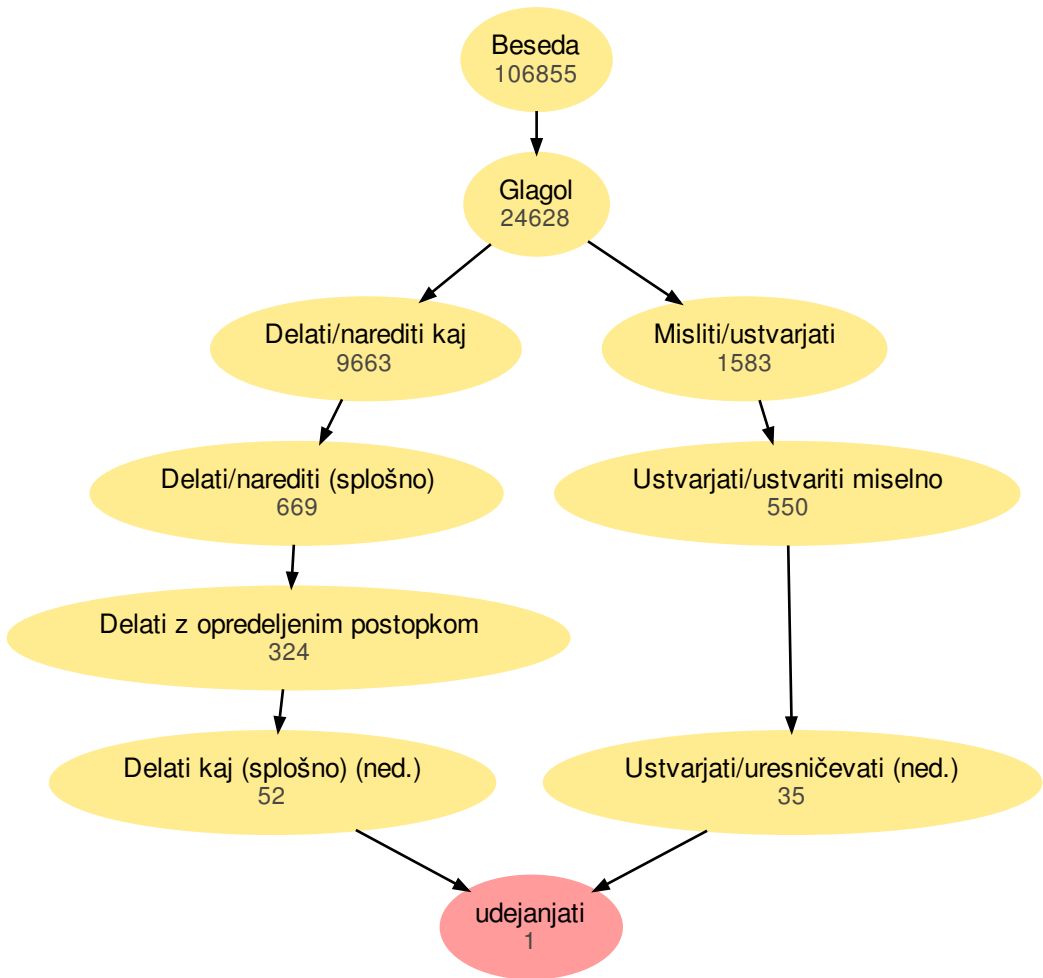 Beseda
106855
Glagol
24628
Delati/narediti kaj
9663
Misliti/ustvarjati
1583
Delati/narediti (splošno)
669
Ustvarjati/ustvariti miselno
550
Delati z opredeljenim postopkom
324
Delati kaj (splošno) (ned.)
52
Ustvarjati/uresničevati (ned.)
35
udejanjati
1